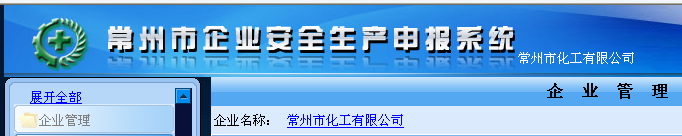 常州市企业安全生产申报系统
常州市化工有限公司
展开全部
企业管理
企 业 管 理
企业名称： 常州市化工有限公司